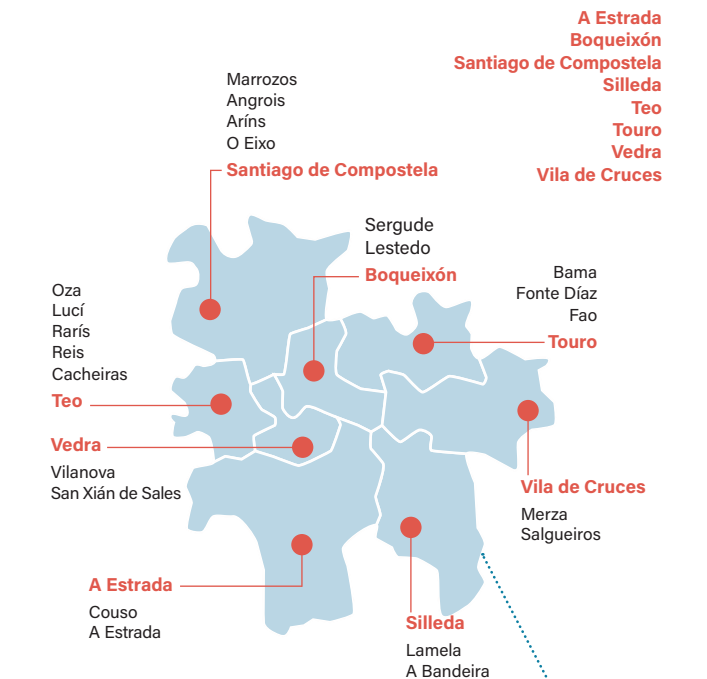 A Estrada
Boqueixón
Santiago de Compostela
Silleda
Teo
Touro
Vedra
Vila de Cruces
Marrozos
Angrois
Aríns
O Eixo
Santiago de Compostela
Sergude
Lestedo
Boqueixón
Bama
Fonte Díaz
Fao
Touro
Oza
Lucí
Rarís
Reis
Cacheiras
Teo
Vedra
Vilanova
San Xián de Sales
Vila de Cruces
Merza
Salgueiros
A Estrada
Couso
A Estrada
Silleda
Lamela
A Bandeira